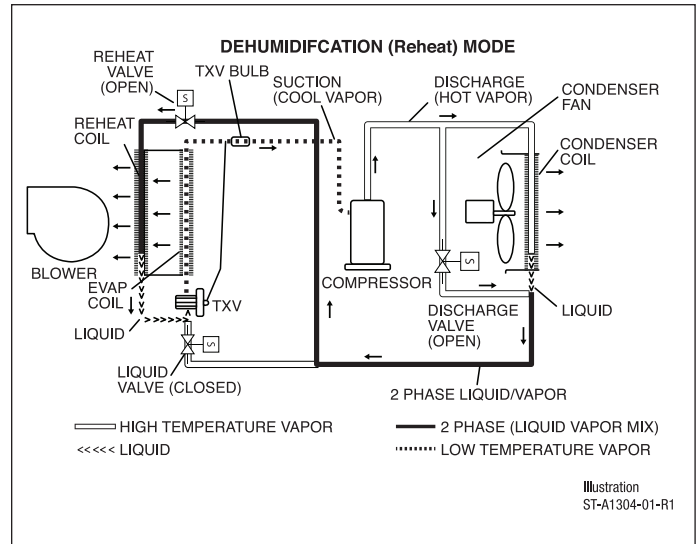 DEHUMIDIFCATION (Reheat) MODE
REHEAT
VALVE
(OPEN)
TXV BULB
SUCTION
(COOL VAPOR)
DISCHARGE
(HOT VAPOR)
CONDENSER
FAN
S
REHEAT
COIL
CONDENSER
COIL
BLOWER
EVAP
COIL
TXV
COMPRESSOR
S
LIQUID
S
LIQUID
VALVE (CLOSED)
DISCHARGE
VALVE
(OPEN)
LIQUID
2 PHASE LIQUID/VAPOR
HIGH TEMPERATURE VAPOR
2 PHASE (LIQUID VAPOR MIX)
<<<<< LIQUID
LOW TEMPERATURE VAPOR
Illustration
ST-A1304-01-R1